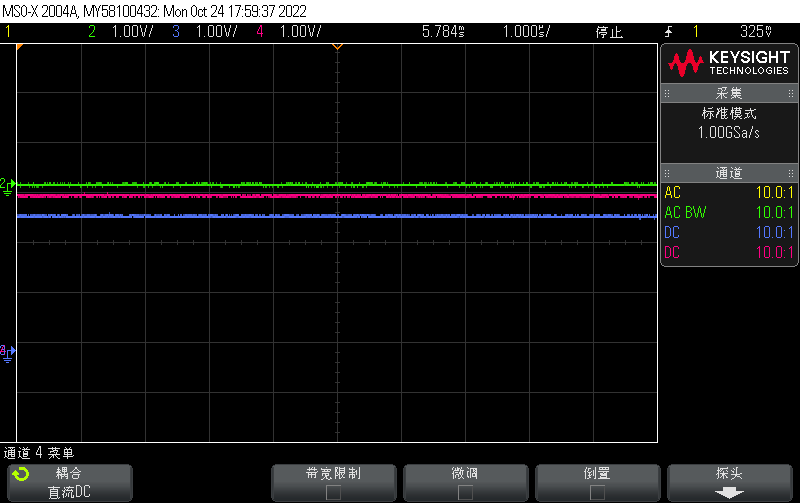 MSO-X 2004A, MY58100432: Mon Oct 24 17:59:37 2022
1 2 1.00V/ 3 1.00V/ 4 1.00V/ 5.784ms 1.000s/ 停止 1 325mV
KEYSIGHT
TECHNOLOGIES
采集
标准模式
1.00GSa/s
通道
AC 10.0:1
AC BW 10.0:1
DC 10.0:1
DC 10.0:1
2
通道 4 菜单
耦合
直流DC
带宽限制
微调
倒置
探头